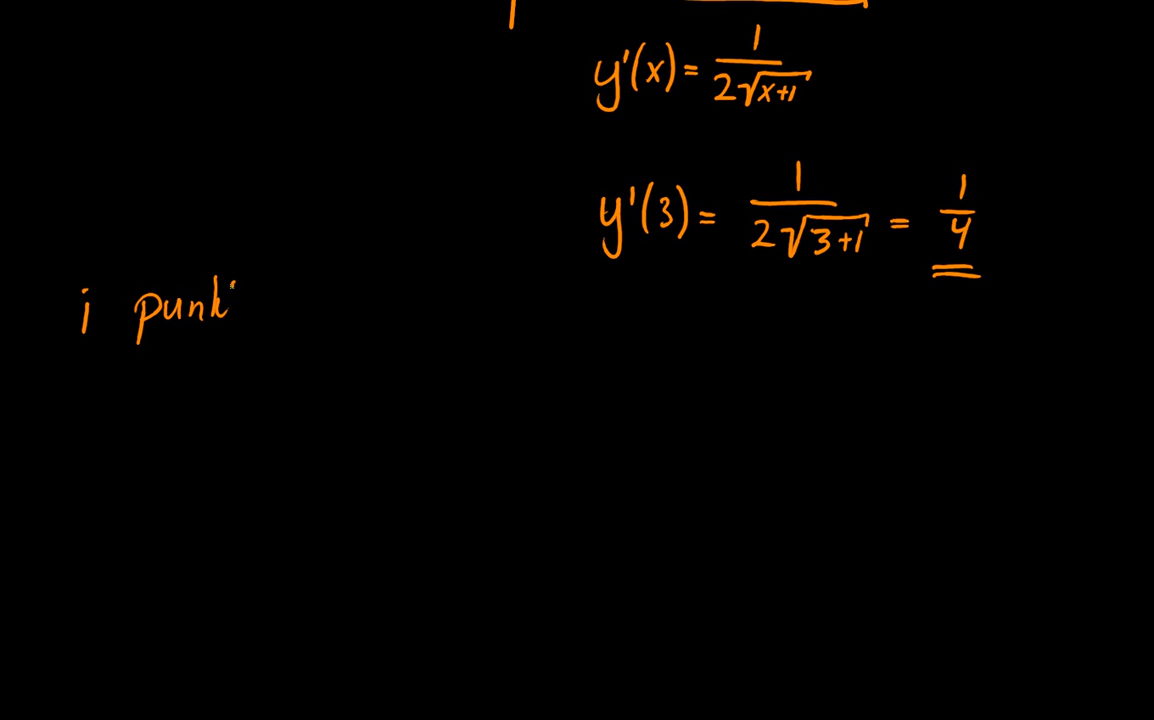 y'(x) = 1/(2√(x+1))
y'(3) = 1/(2√(3+1)) = 1/4
i punk